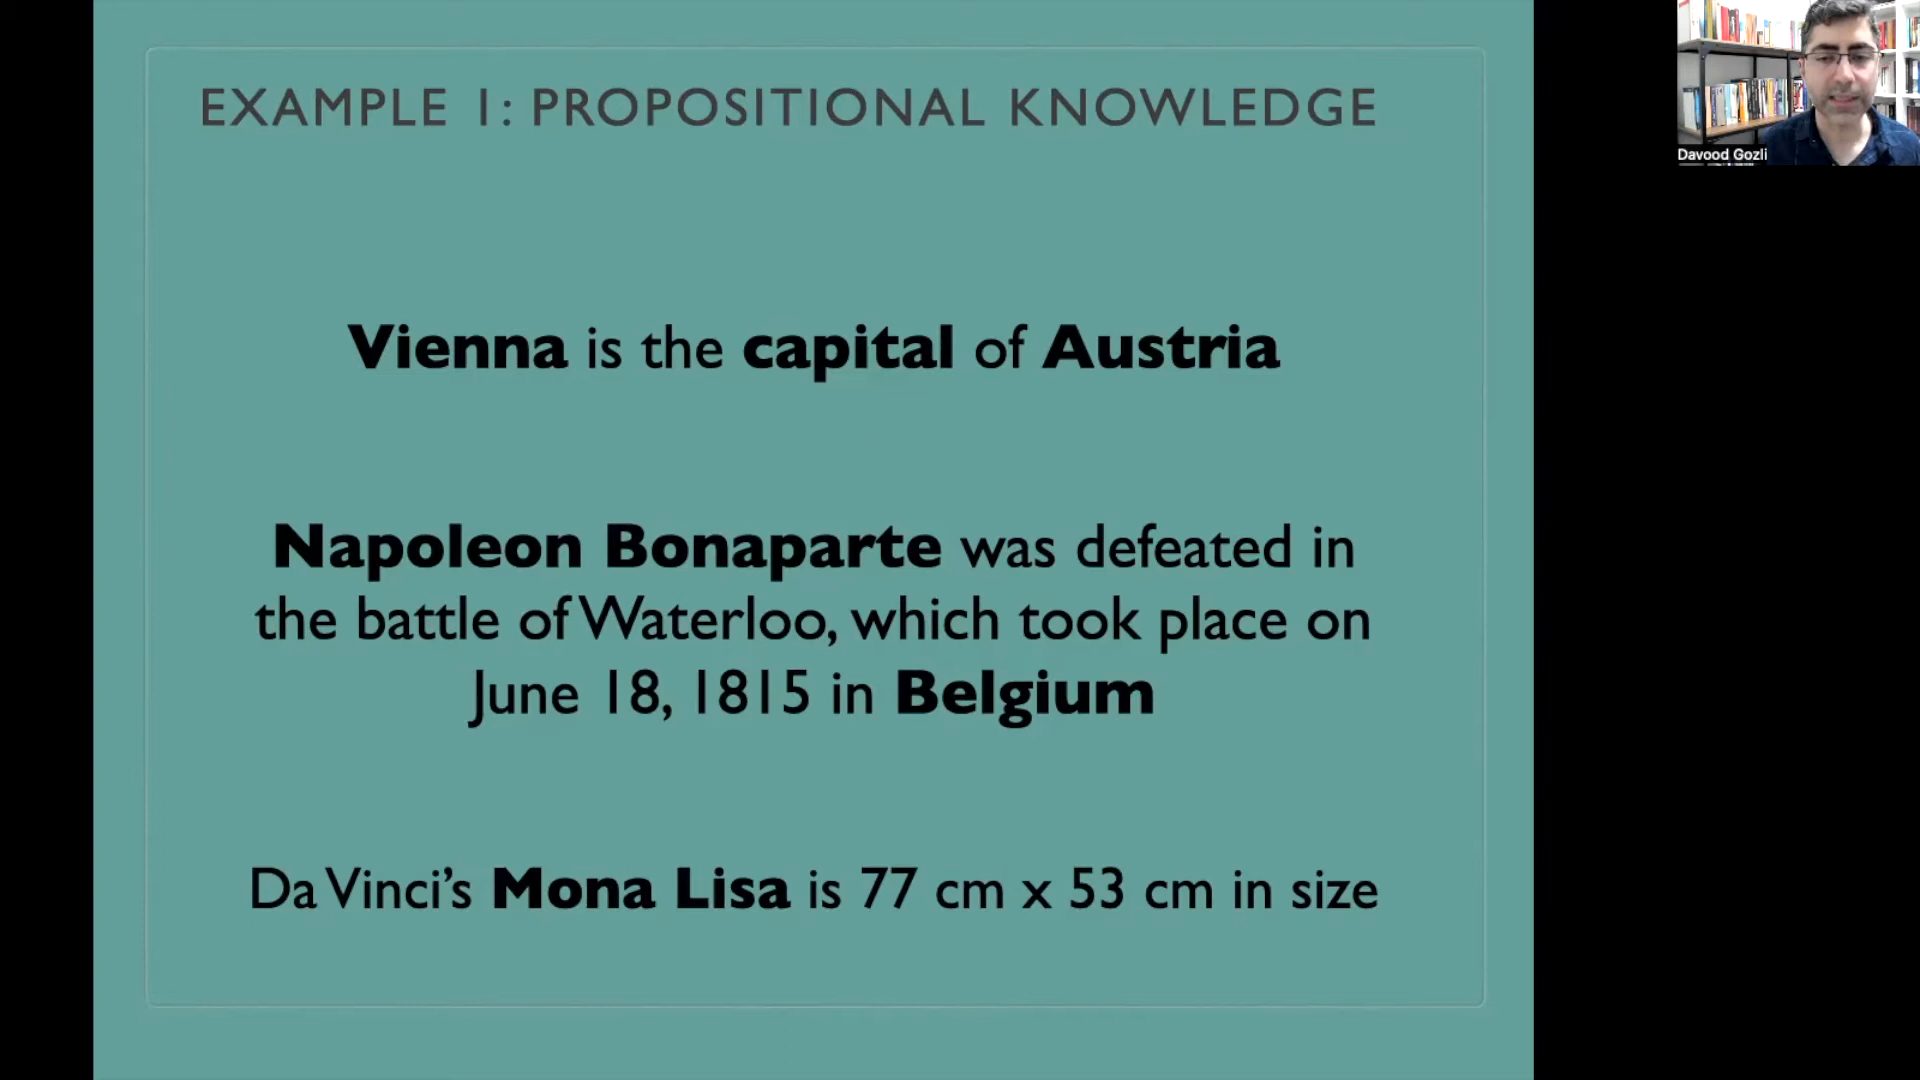 EXAMPLE 1: PROPOSITIONAL KNOWLEDGE
Davood Gozli
Vienna is the capital of Austria
Napoleon Bonaparte was defeated in
the battle of Waterloo, which took place on
June 18, 1815 in Belgium
Da Vinci’s Mona Lisa is 77 cm x 53 cm in size